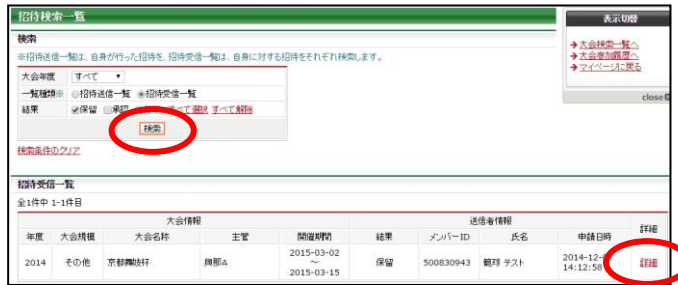 招待検索一覧
検索
※招待送信一覧は、自身が行った招待を、招待受信一覧は、自身に対する招待をそれぞれ検索します。
大会年度 すべて
一覧種類※ 招待送信一覧 招待受信一覧
結果 保留 承認 すべて選択 すべて解除
検索
検索条件のクリア
表示切替
大会検索一覧へ
大会参加履歴へ
マイページに戻る
close
招待受信一覧
全1件中 1-1件目
大会情報 送信者情報 詳細
年度 大会規模 大会名称 主管 開催期間 結果 メンバーID 氏名 申請日時
2014 その他 京都舞妓杯 與那A 2015-03-02 ～ 2015-03-15 保留 500830943 籠球 テスト 2014-12- 14:12:58 詳細